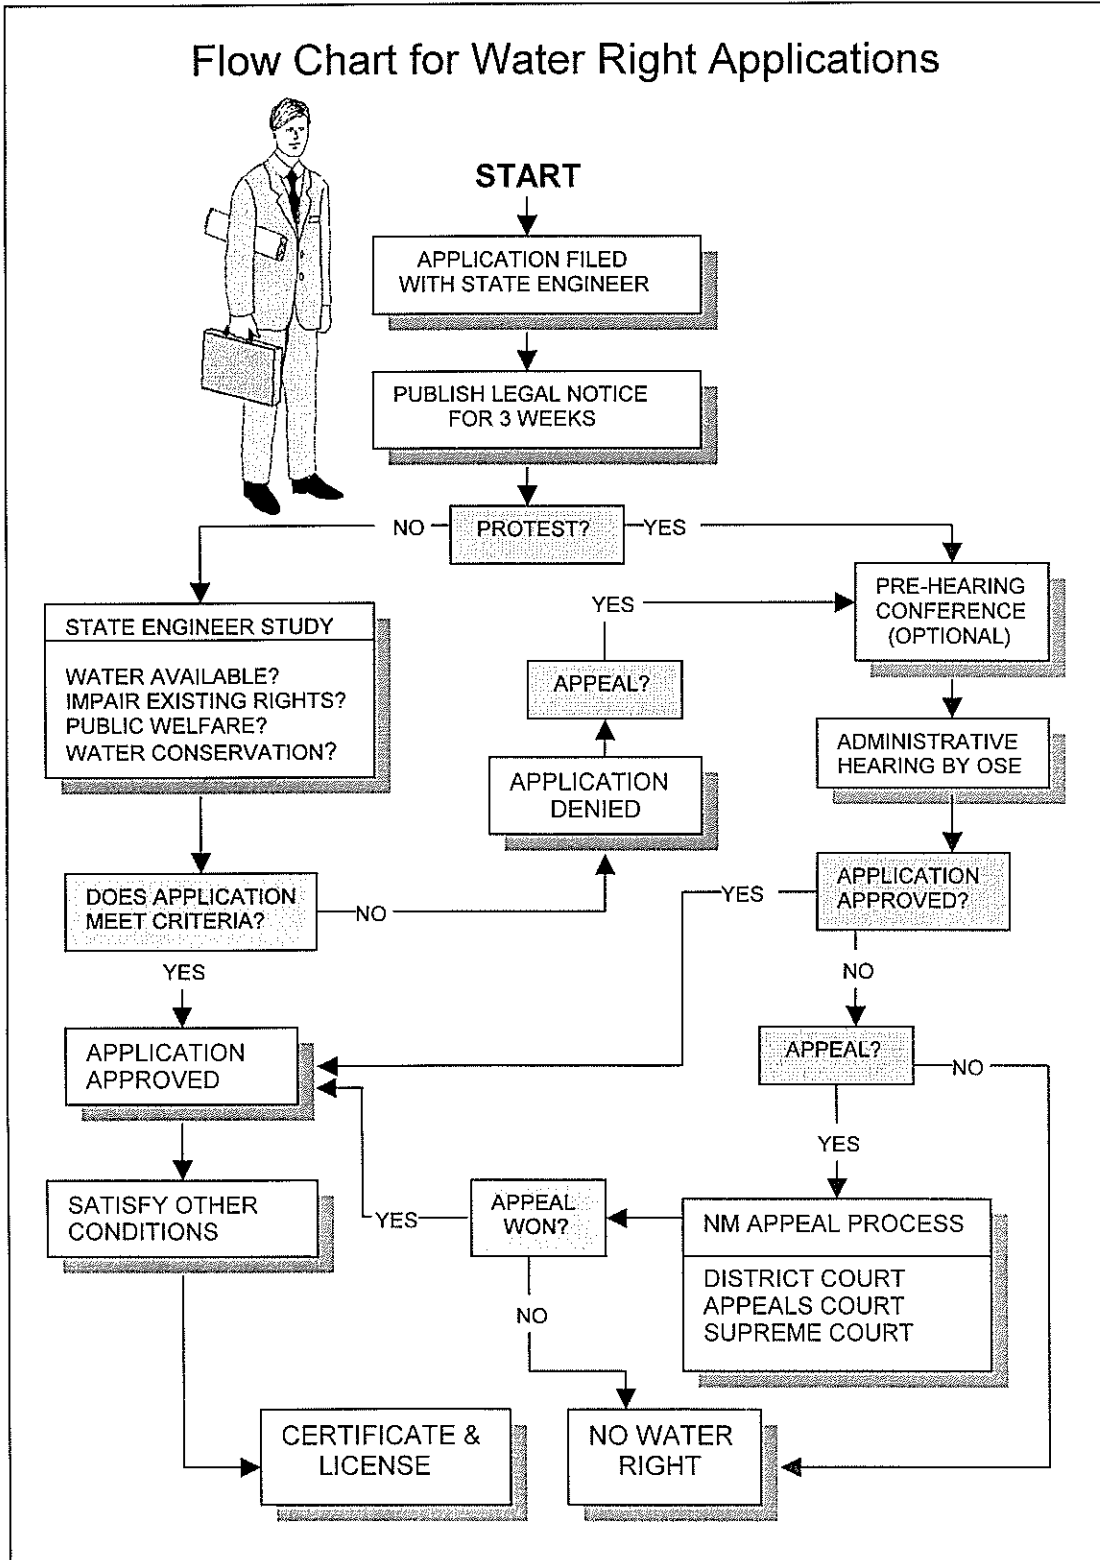 Flow Chart for Water Right Applications
START
APPLICATION FILED
WITH STATE ENGINEER
PUBLISH LEGAL NOTICE
FOR 3 WEEKS
NO
PROTEST?
YES
PRE-HEARING
CONFERENCE
(OPTIONAL)
YES
STATE ENGINEER STUDY
WATER AVAILABLE?
IMPAIR EXISTING RIGHTS?
PUBLIC WELFARE?
WATER CONSERVATION?
APPEAL?
ADMINISTRATIVE
HEARING BY OSE
APPLICATION
DENIED
DOES APPLICATION
MEET CRITERIA?
NO
YES
APPLICATION
APPROVED?
YES
NO
APPLICATION
APPROVED
APPEAL?
NO
YES
SATISFY OTHER
CONDITIONS
YES
APPEAL
WON?
NM APPEAL PROCESS
DISTRICT COURT
APPEALS COURT
SUPREME COURT
NO
CERTIFICATE &
LICENSE
NO WATER
RIGHT